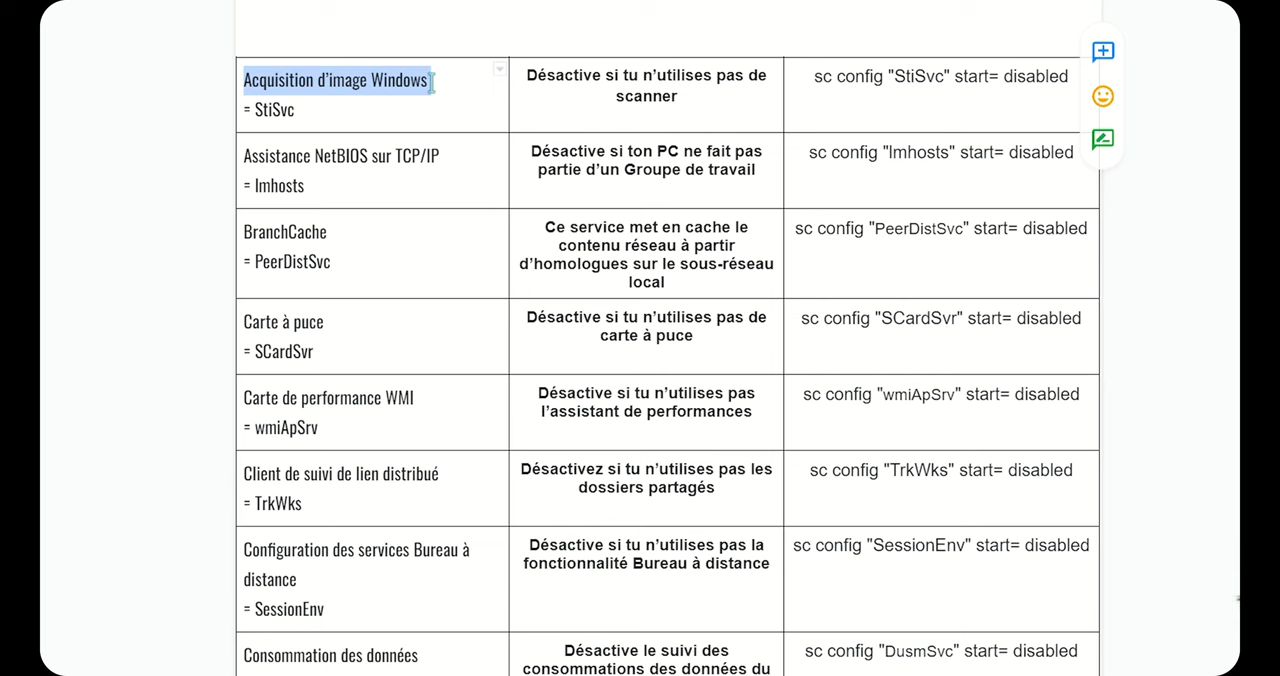 Acquisition d'image Windows
= StiSvc
Désactive si tu n'utilises pas de
scanner
sc config "StiSvc" start= disabled
Assistance NetBIOS sur TCP/IP
= lmhosts
Désactive si ton PC ne fait pas
partie d'un Groupe de travail
sc config "lmhosts" start= disabled
BranchCache
= PeerDistSvc
Ce service met en cache le
contenu réseau à partir
d'homologues sur le sous-réseau
local
sc config "PeerDistSvc" start= disabled
Carte à puce
= SCardSvr
Désactive si tu n'utilises pas de
carte à puce
sc config "SCardSvr" start= disabled
Carte de performance WMI
= wmiApSrv
Désactive si tu n'utilises pas
l'assistant de performances
sc config "wmiApSrv" start= disabled
Client de suivi de lien distribué
= TrkWks
Désactivez si tu n'utilises pas les
dossiers partagés
sc config "TrkWks" start= disabled
Configuration des services Bureau à
distance
= SessionEnv
Désactive si tu n'utilises pas la
fonctionnalité Bureau à distance
sc config "SessionEnv" start= disabled
Consommation des données
Désactive le suivi des
consommations des données du
sc config "DusmSvc" start= disabled